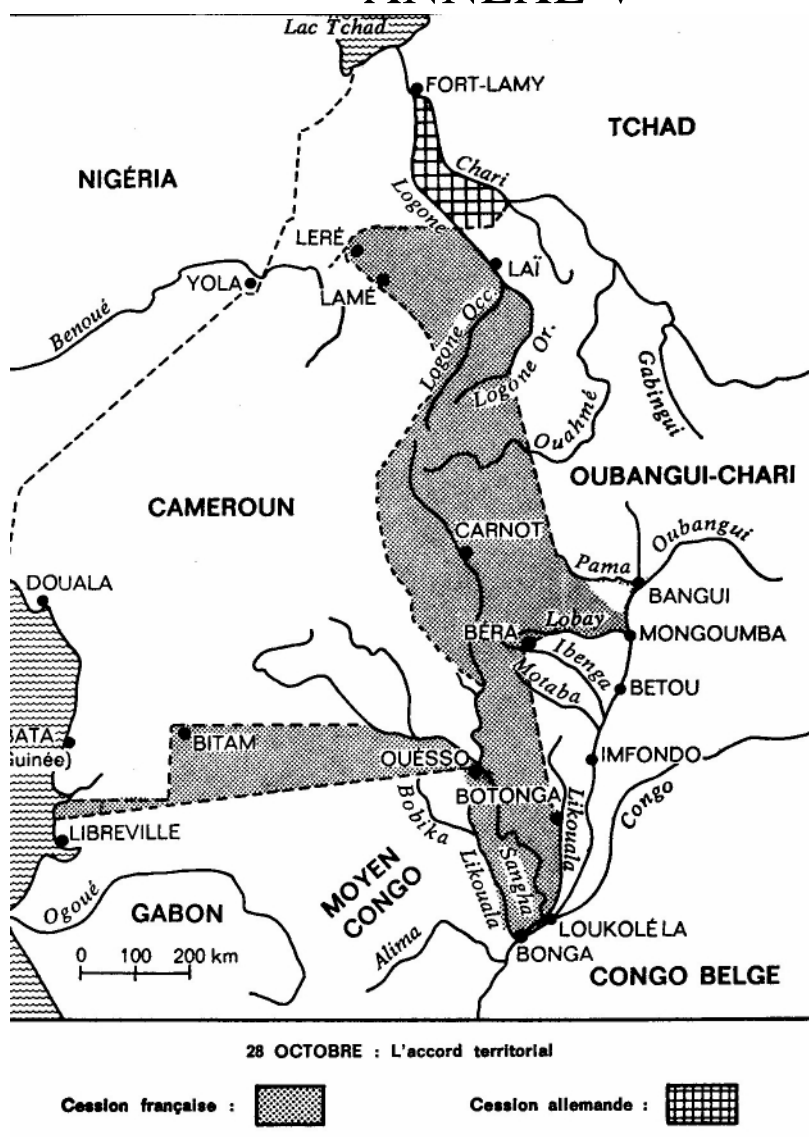 ANNEXE V
Lac Tchad
FORT-LAMY
TCHAD
NIGÉRIA
Chari
Logone
LERÉ
LAÏ
YOLA
LAMÉ
Benoué
Logone Occ.
Logone Or.
Gabingui
Ouahmé
OUBANGUI-CHARI
CAMEROUN
CARNOT
Oubangui
Pama
DOUALA
BANGUI
Lobay
BÉRA
MONGOUMBA
Ibenga
Motaba
BETOU
BATA
Guinée)
BITAM
OUESSO
IMFONDO
BOTONGA
Congo
Bobika
Likouala
LIBREVILLE
Likouala
Sangha
MOYEN
CONGO
Ogoué
GABON
LOUKOLÉLA
Alima
BONGA
0 100 200 km
CONGO BELGE
28 OCTOBRE : L'accord territorial
Cession française :
Cession allemande :